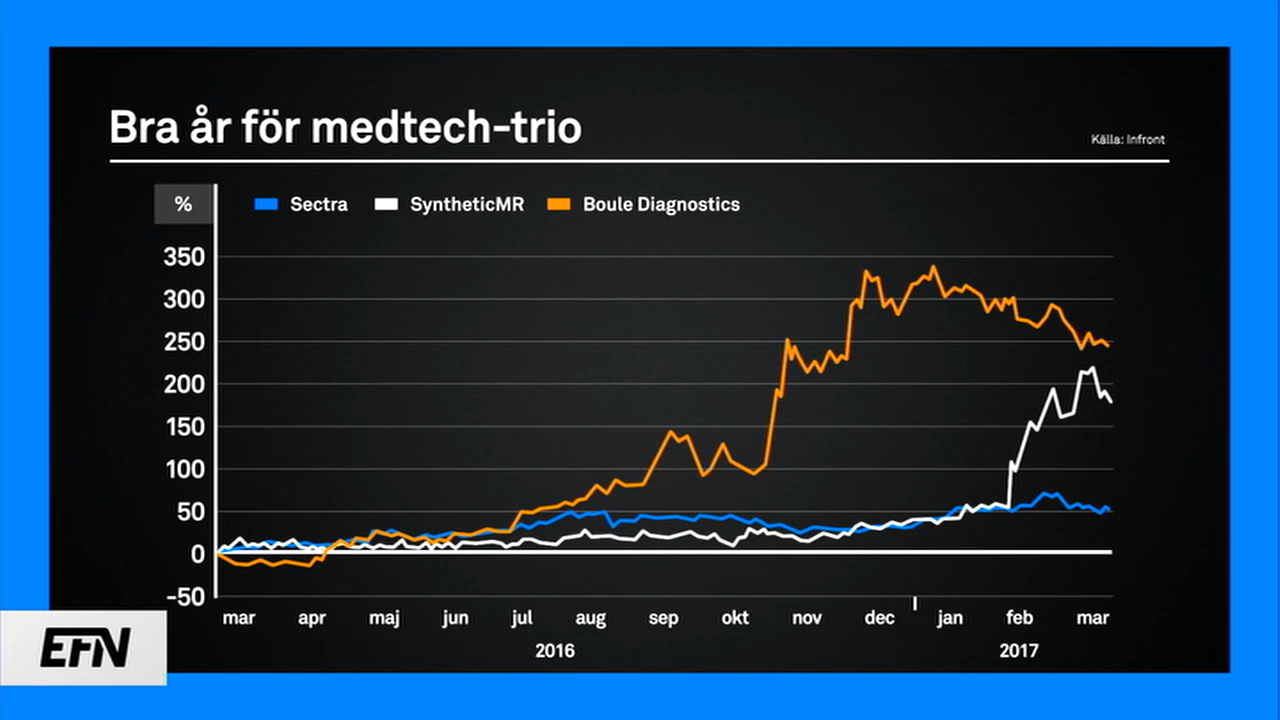 Bra år för medtech-trio
Källa: Infront
%
Sectra
SyntheticMR
Boule Diagnostics
350
300
250
200
150
100
50
0
-50
mar apr maj jun jul aug sep okt nov dec jan feb mar
2016 2017
EFN